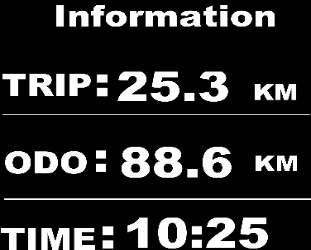 Information
TRIP: 25.3 KM
ODO: 88.6 KM
TIME: 10:25